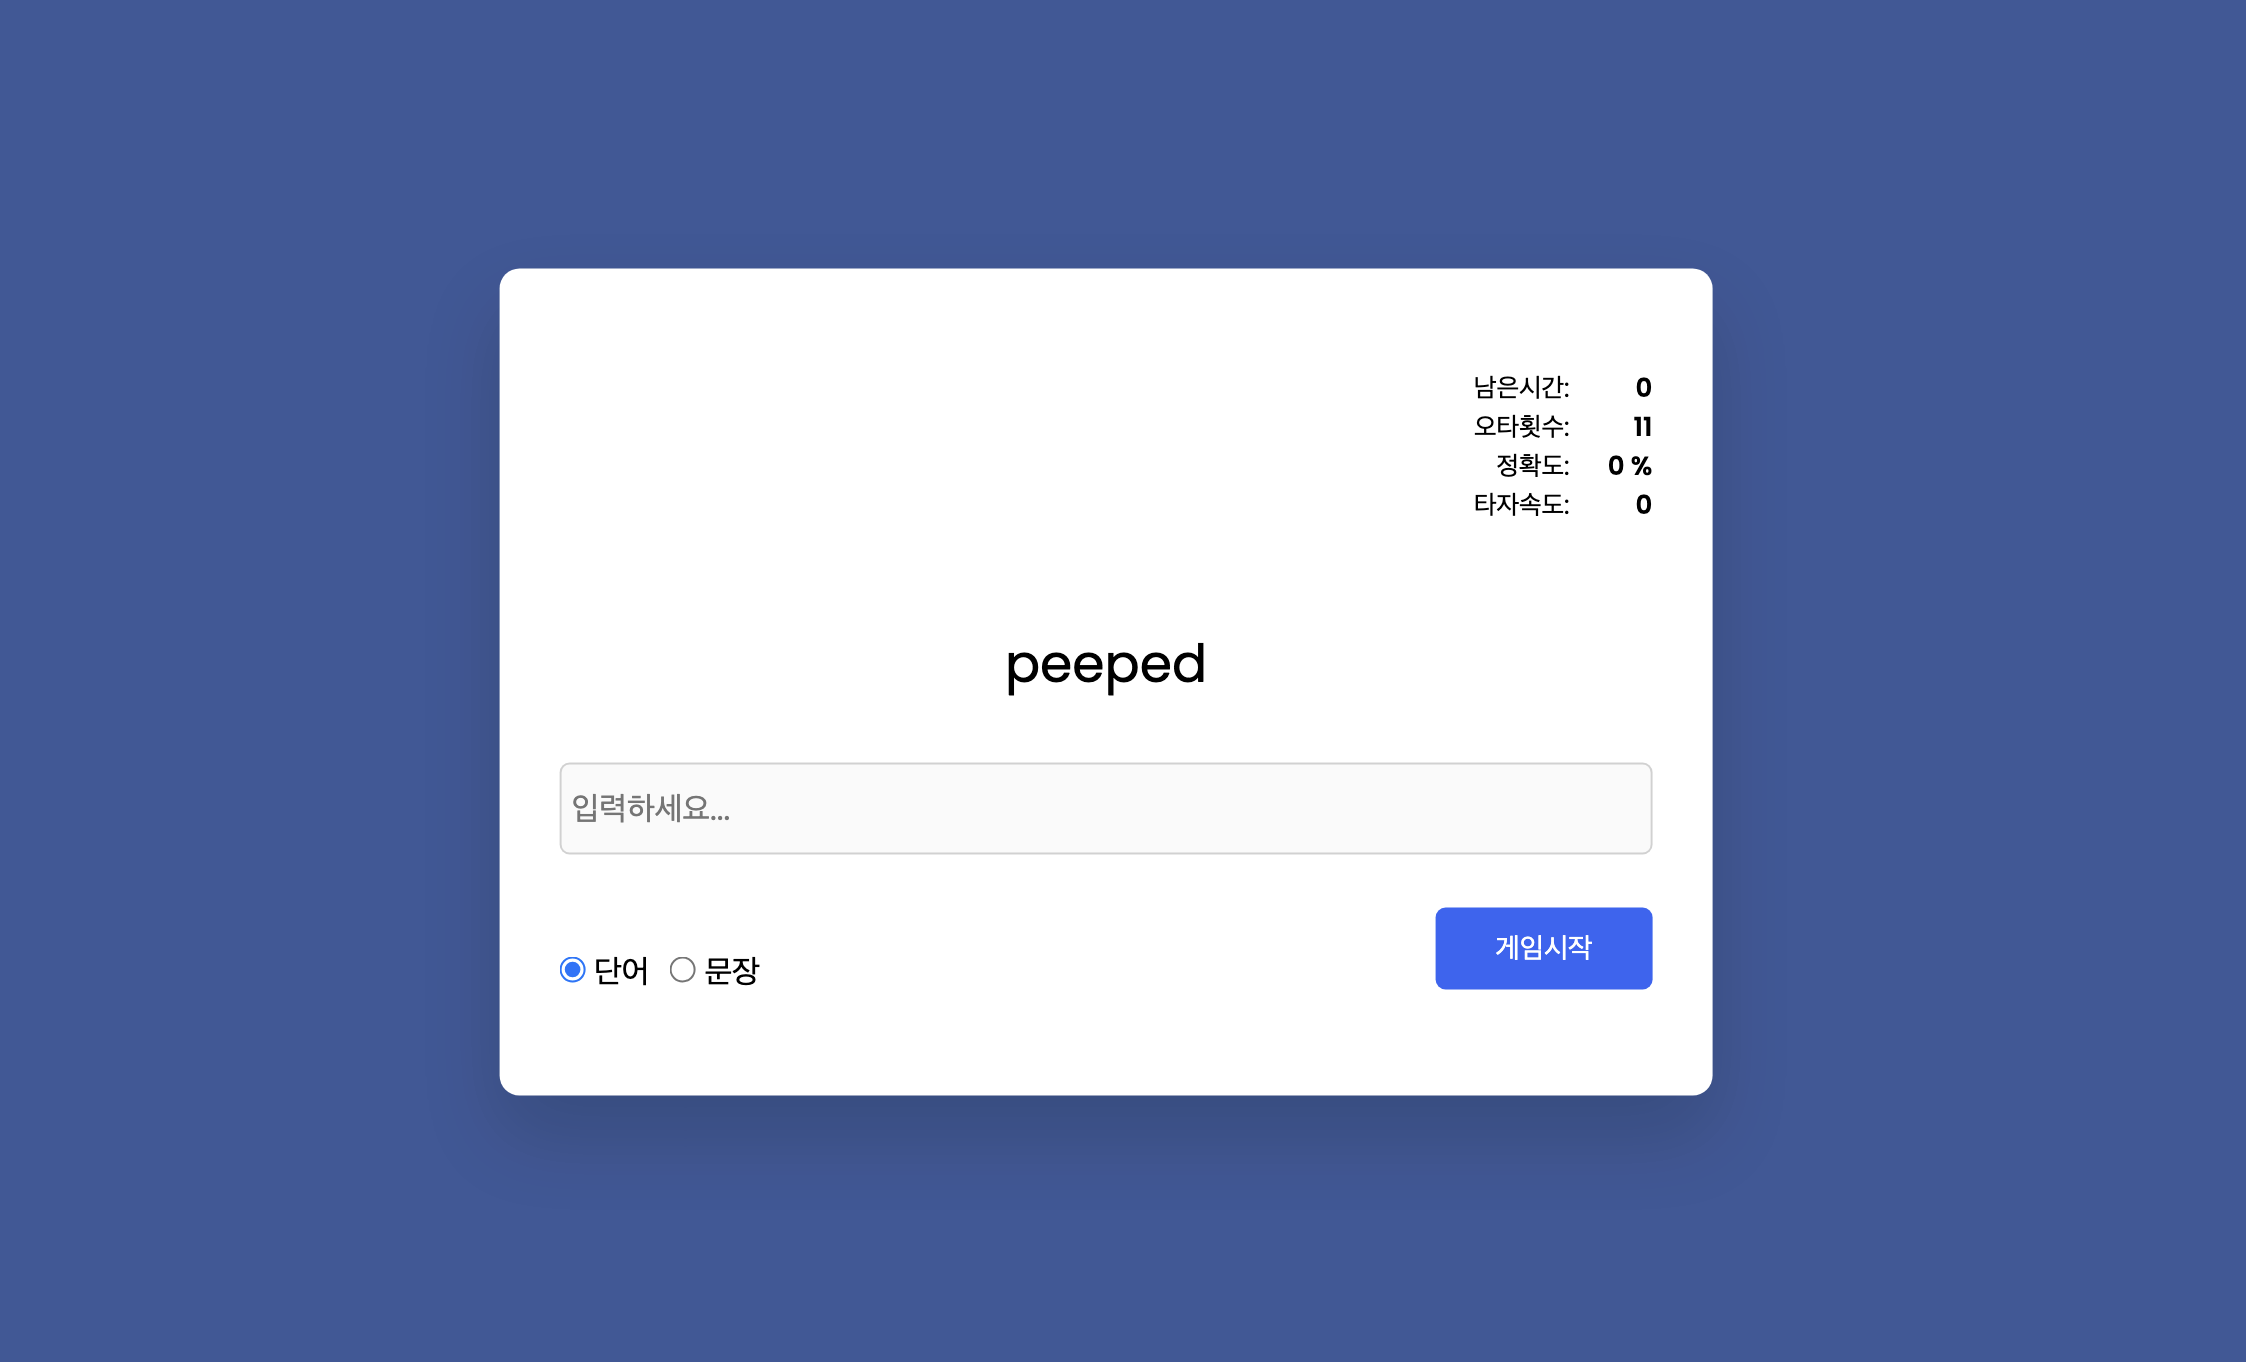 남은시간: 0
오타횟수: 11
정확도: 0 %
타자속도: 0
peeped
입력하세요...
게임시작
단어 문장